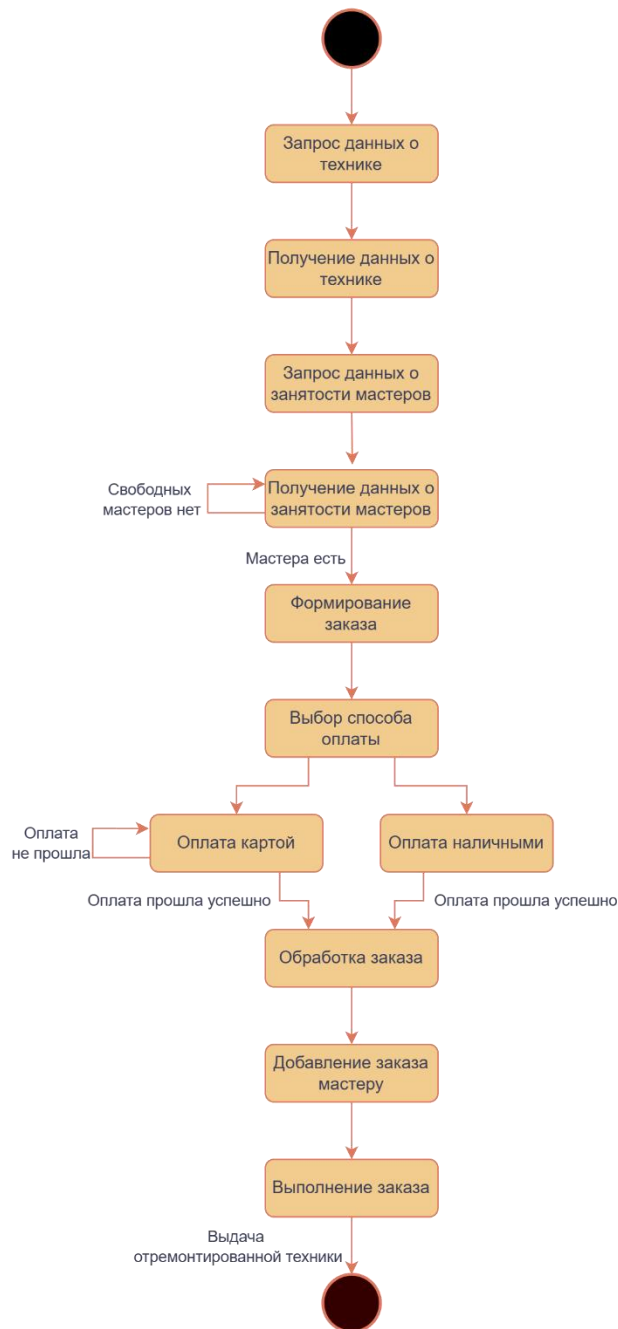 Запрос данных о
технике
Получение данных о
технике
Запрос данных о
занятости мастеров
Свободных
мастеров нет
Получение данных о
занятости мастеров
Мастера есть
Формирование
заказа
Выбор способа
оплаты
Оплата
не прошла
Оплата картой
Оплата наличными
Оплата прошла успешно
Оплата прошла успешно
Обработка заказа
Добавление заказа
мастеру
Выполнение заказа
Выдача
отремонтированной техники